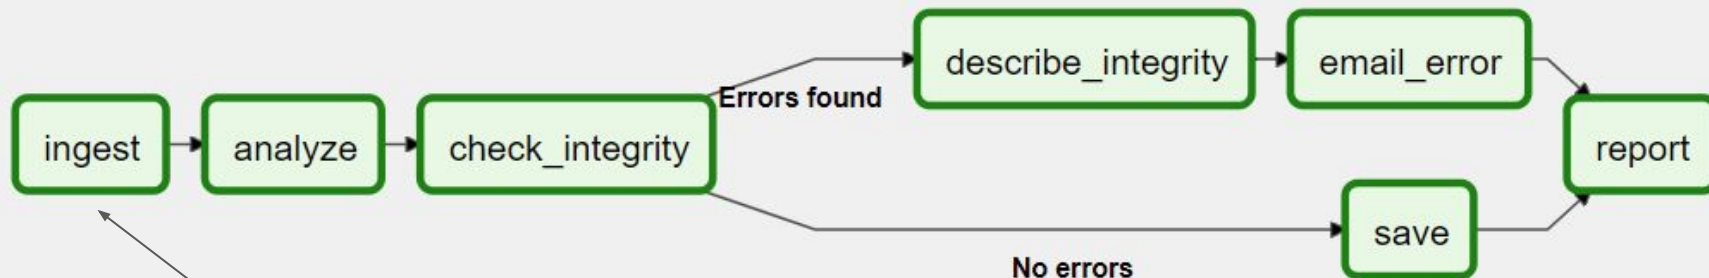 ingest
analyze
check_integrity
Errors found
describe_integrity
email_error
No errors
save
report